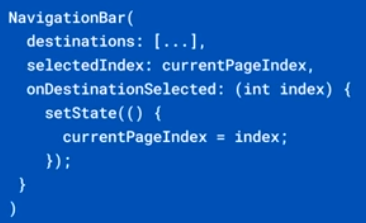 NavigationBar(
  destinations: [...],
  selectedIndex: currentPageIndex,
  onDestinationSelected: (int index) {
    setState(() {
      currentPageIndex = index;
    });
 }
)